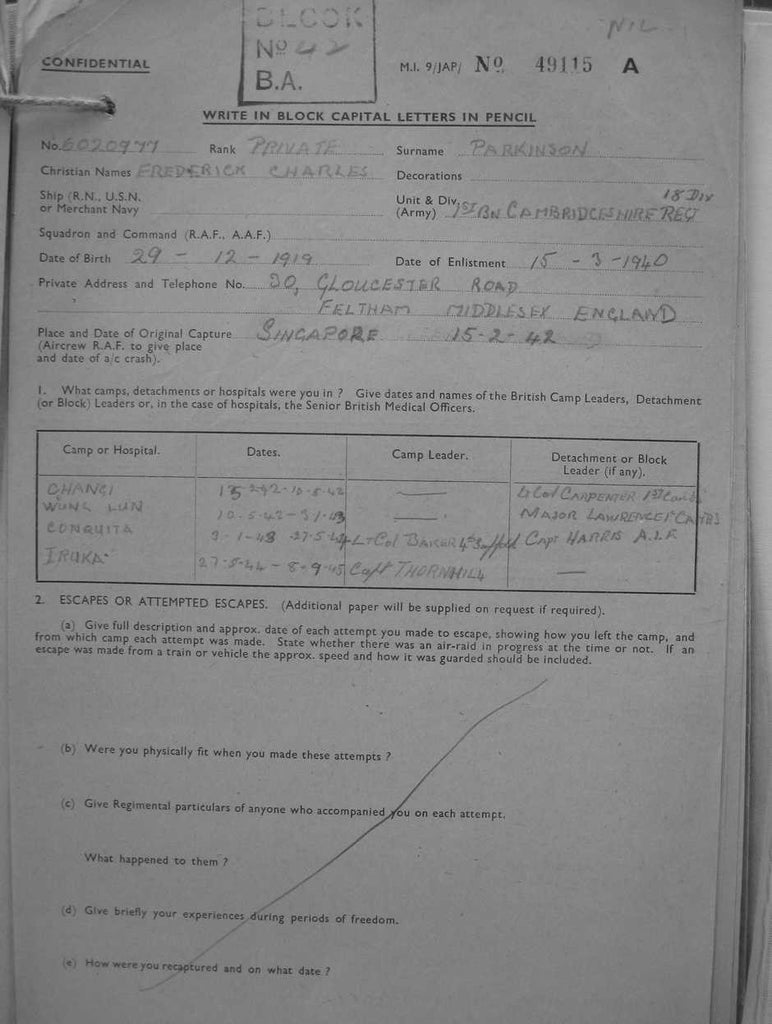 BLOCK
No 42
B.A.
NIL
CONFIDENTIAL
M.I. 9/JAP/ No 49115 A
WRITE IN BLOCK CAPITAL LETTERS IN PENCIL
No. 6020977 Rank PRIVATE Surname PARKINSON
Christian Names FREDERICK CHARLES Decorations
Ship (R.N., U.S.N. or Merchant Navy
Unit & Div. (Army) 1ST BN CAMBRIDGESHIRE REG 18 DIV
Squadron and Command (R.A.F., A.A.F.)
Date of Birth 29 - 12 - 1919 Date of Enlistment 15 - 3 - 1940
Private Address and Telephone No. 20, GLOUCESTER ROAD
FELTHAM MIDDLESEX ENGLAND
Place and Date of Original Capture SINGAPORE 15-2-42
(Aircrew R.A.F. to give place
and date of a/c crash).
1. What camps, detachments or hospitals were you in ? Give dates and names of the British Camp Leaders, Detachment
(or Block) Leaders or, in the case of hospitals, the Senior British Medical Officers.
Camp or Hospital. Dates. Camp Leader. Detachment or Block
Leader (if any).
CHANGI 15-2-42-10-5-42 — Lt Col CARPENTER 1ST Cambs
WUNG LUN 10.5.42- — MAJOR LAWRENCE CAMBS
CONQUITA 3-1-43 27.5.44 Lt Col BAKER 4th Suffolk Capt HARRIS A.I.F
IRUKA 27-5-44 - 8-9-45 Capt THORNHILL —
2. ESCAPES OR ATTEMPTED ESCAPES. (Additional paper will be supplied on request if required).
(a) Give full description and approx. date of each attempt you made to escape, showing how you left the camp, and
from which camp each attempt was made. State whether there was an air-raid in progress at the time or not. If an
escape was made from a train or vehicle the approx. speed and how it was guarded should be included.
(b) Were you physically fit when you made these attempts ?
(c) Give Regimental particulars of anyone who accompanied you on each attempt.
What happened to them ?
(d) Give briefly your experiences during periods of freedom.
(e) How were you recaptured and on what date ?